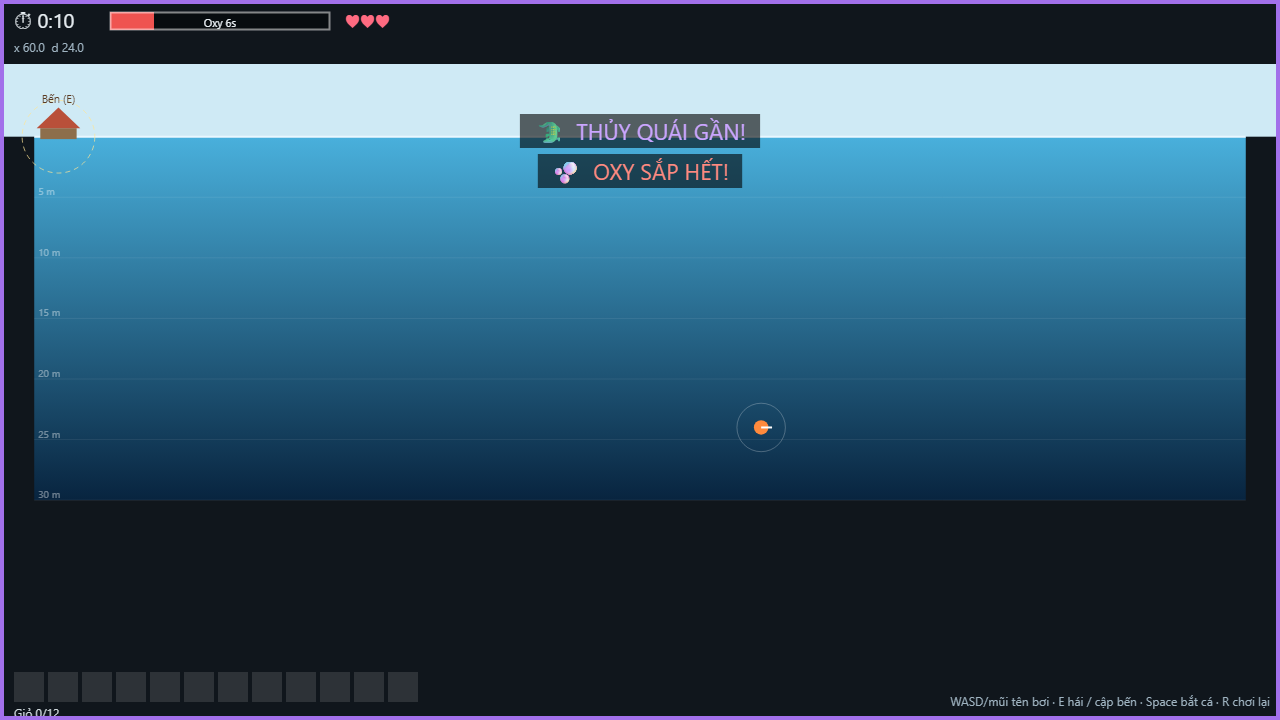 0:10
Oxy 6s
x 60.0 d 24.0
Bến (E)
THỦY QUÁI GẦN!
OXY SẮP HẾT!
5 m
10 m
15 m
20 m
25 m
30 m
WASD/mũi tên bơi · E hái / cập bến · Space bắt cá · R chơi lại
Giỏ 0/12